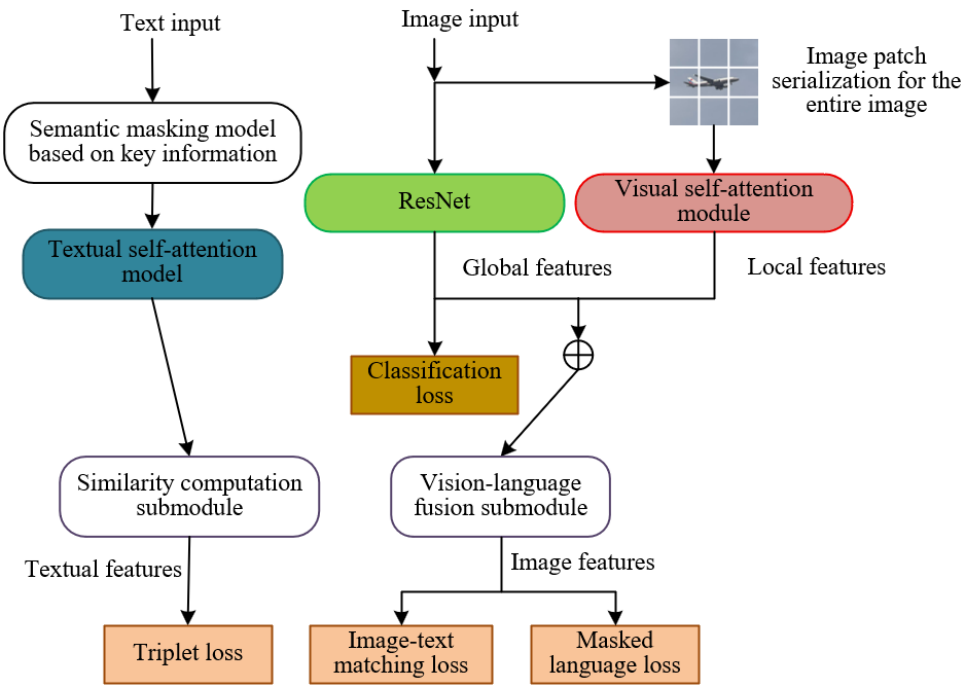 Text input
Image input
Image patch
serialization for the
entire image
Semantic masking model
based on key information
ResNet
Visual self-attention
module
Textual self-attention
model
Global features
Local features
Classification
loss
Similarity computation
submodule
Vision-language
fusion submodule
Textual features
Image features
Triplet loss
Image-text
matching loss
Masked
language loss